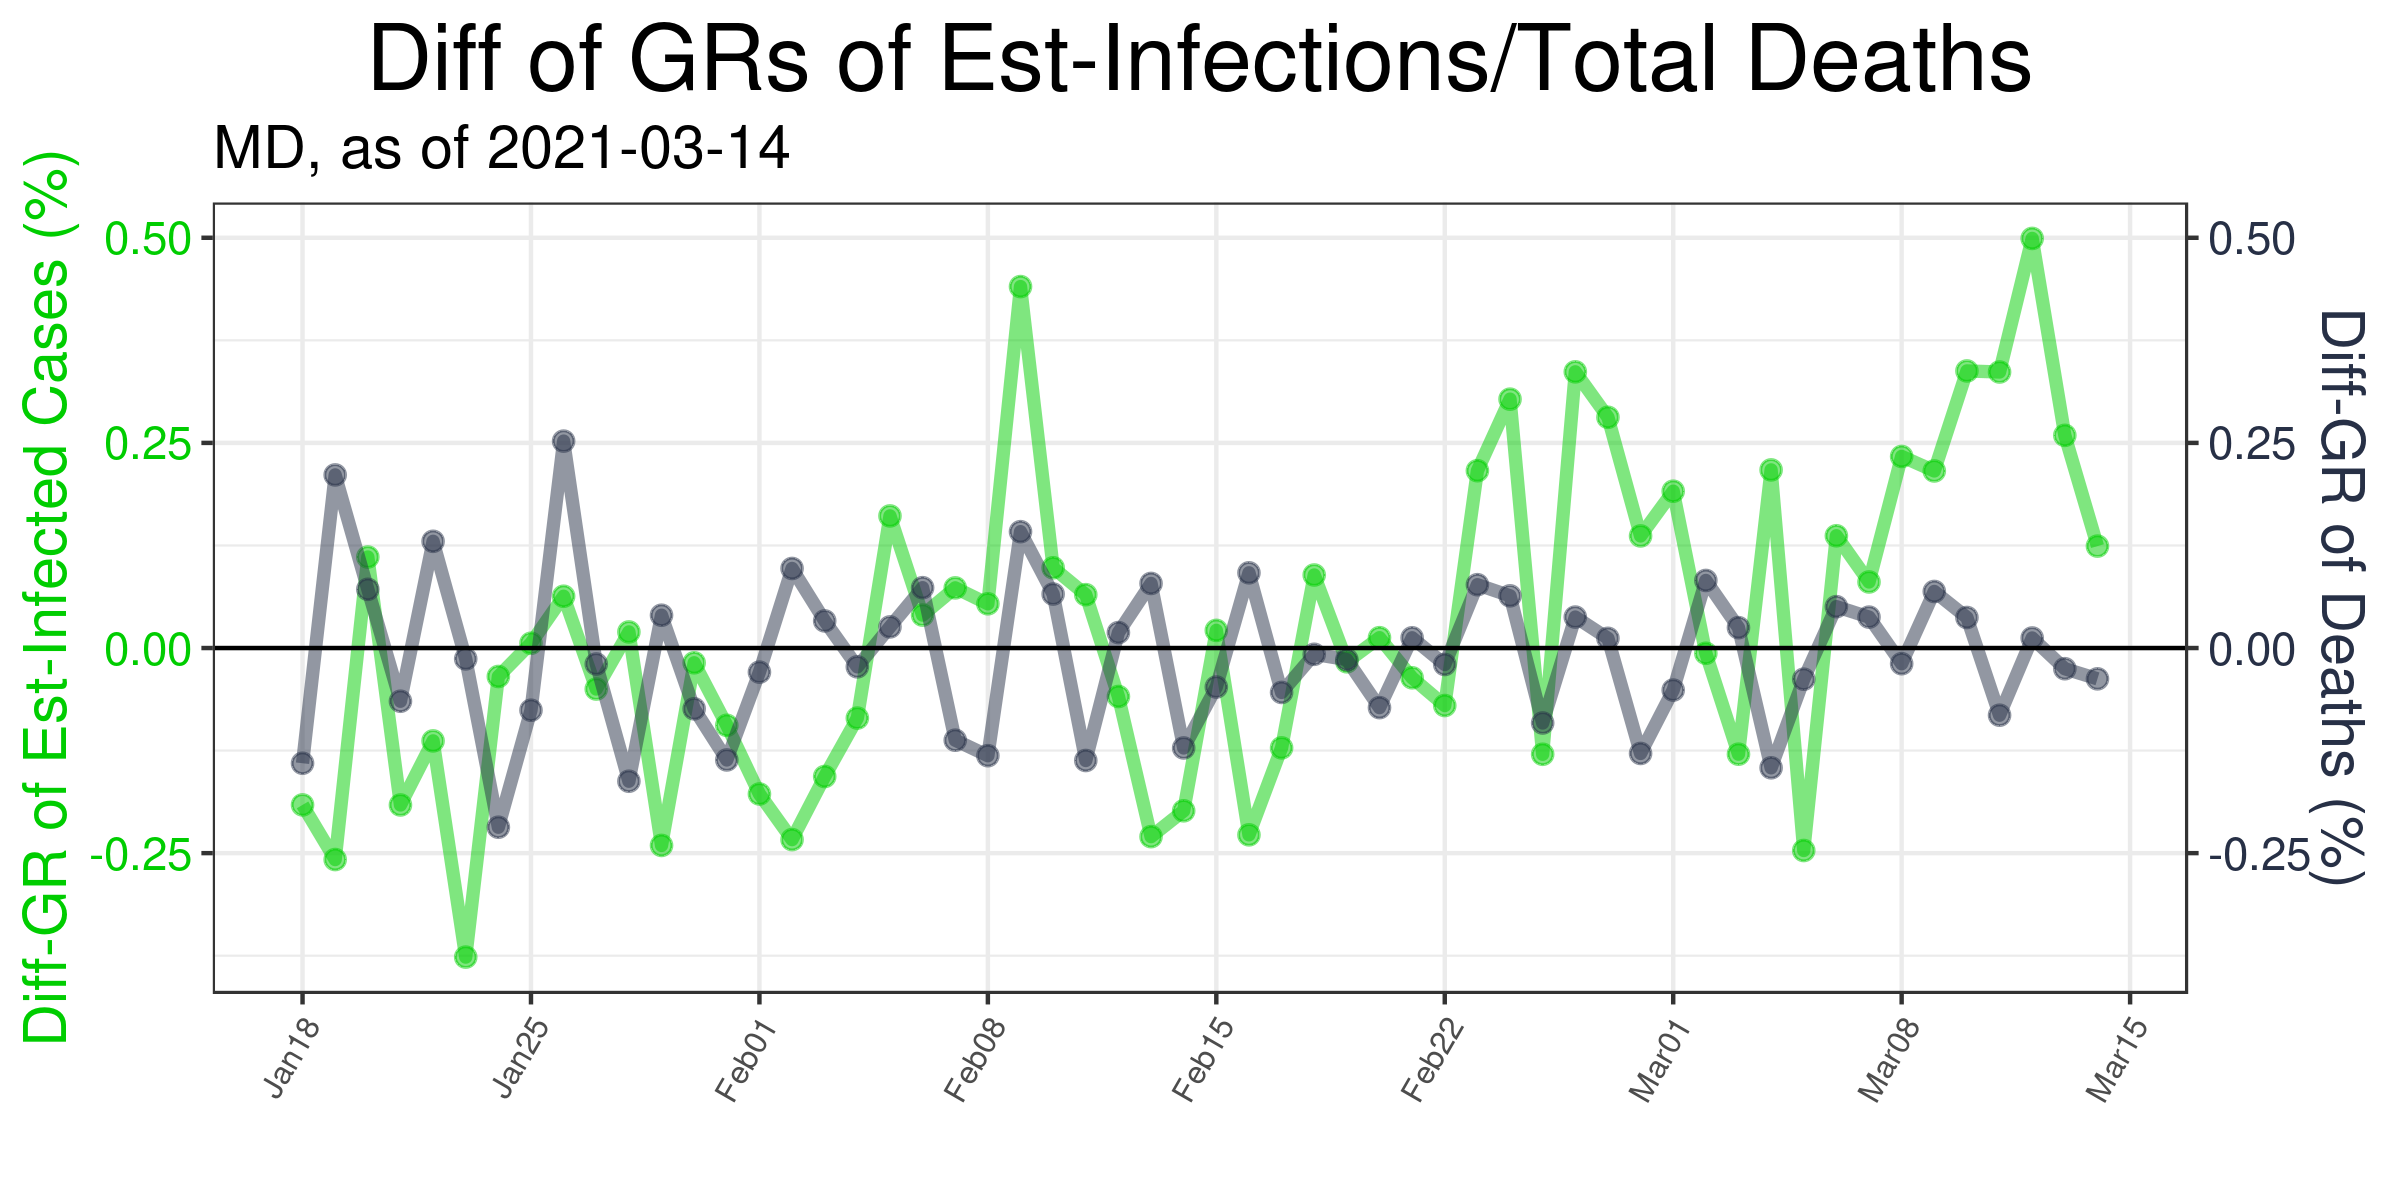 Diff of GRs of Est-Infections/Total Deaths
MD, as of 2021-03-14
Diff-GR of Est-Infected Cases (%)
0.50
0.25
0.00
-0.25
0.50
0.25
0.00
-0.25
Diff-GR of Deaths (%)
Jan18
Jan25
Feb01
Feb08
Feb15
Feb22
Mar01
Mar08
Mar15